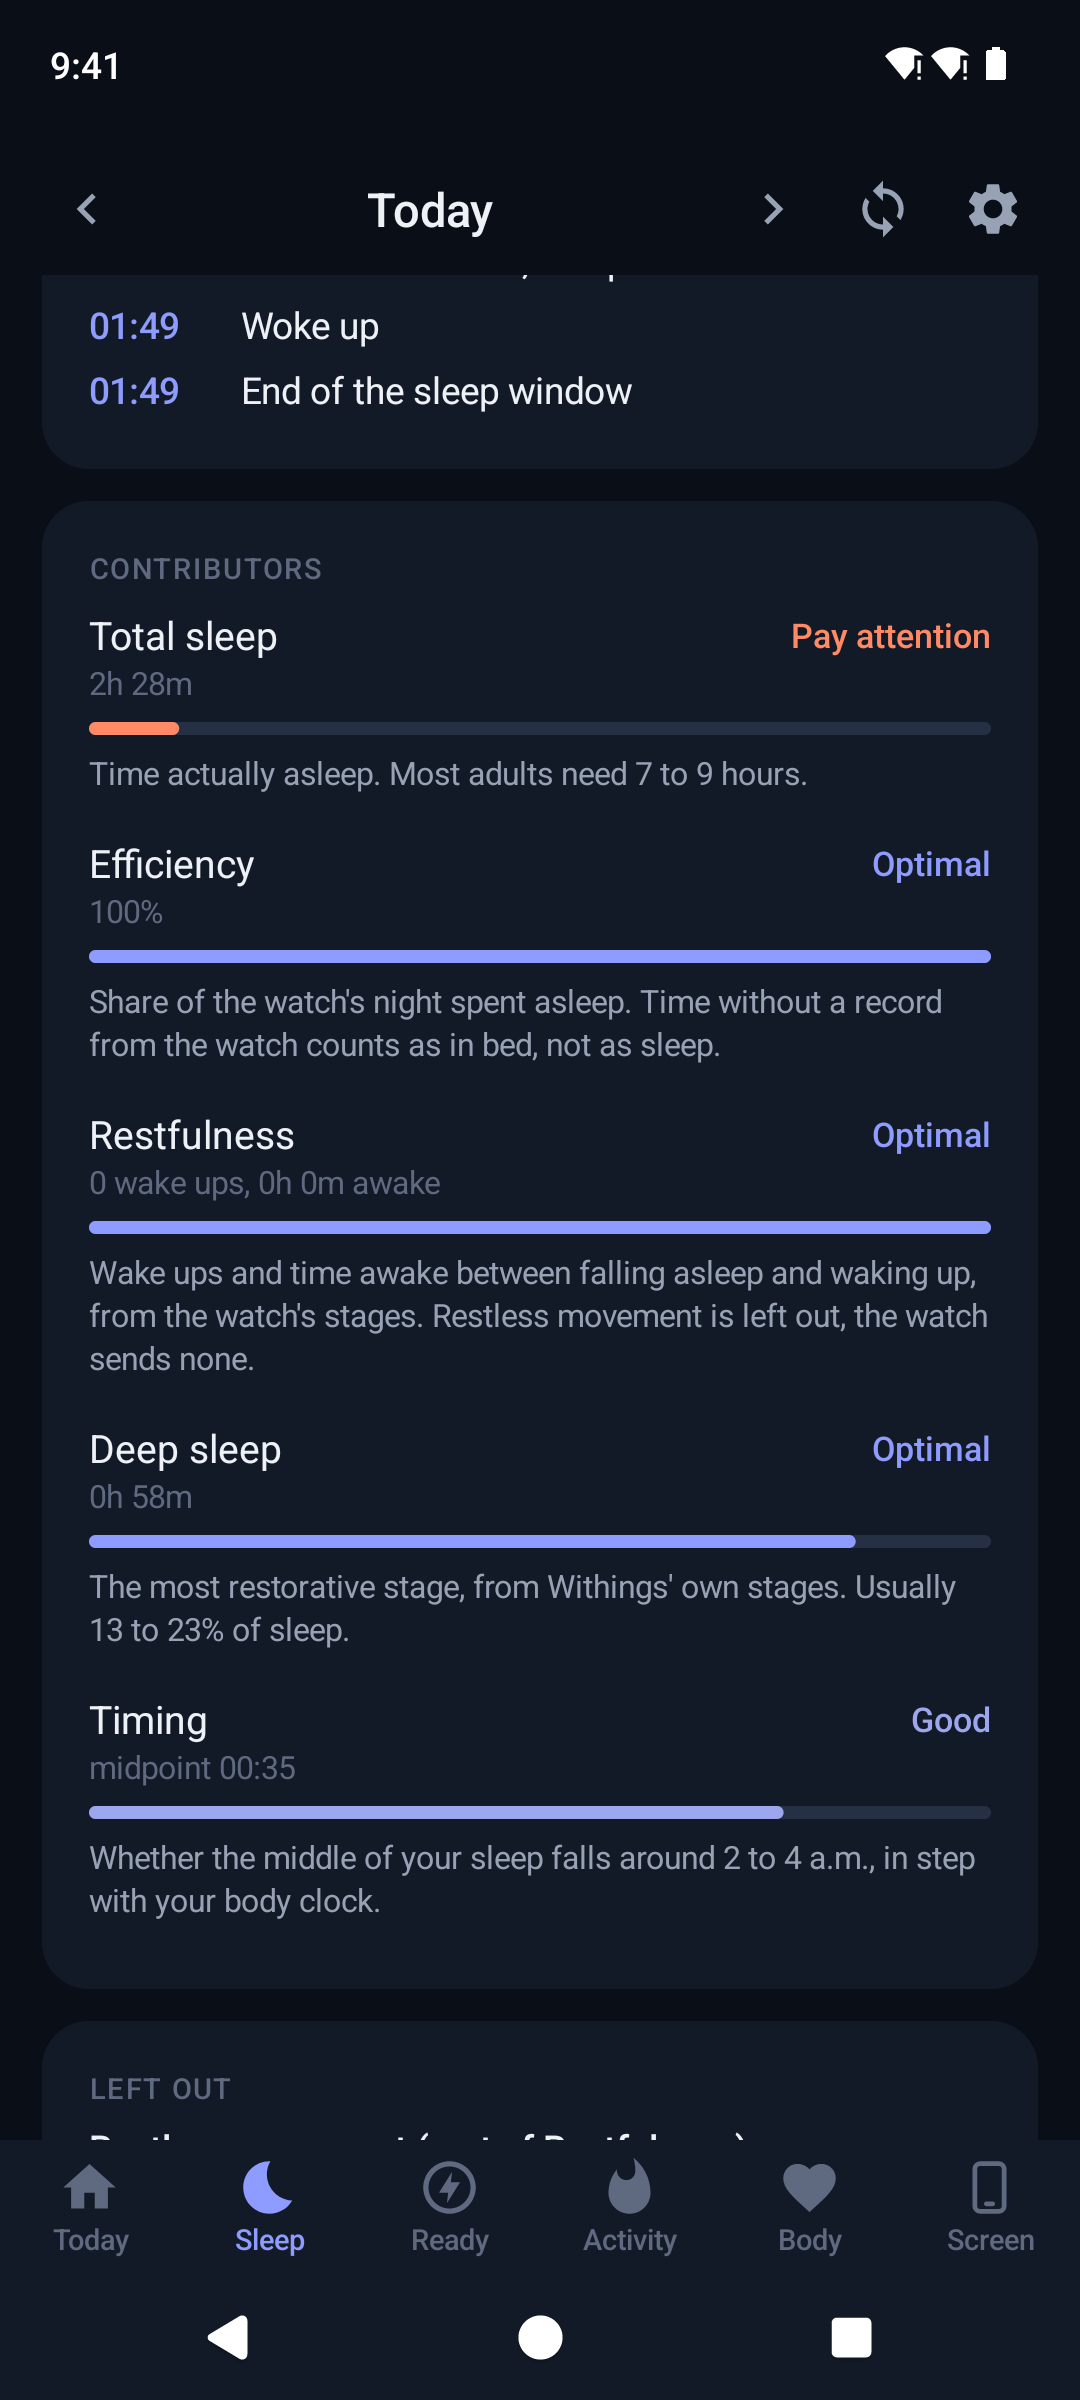 9:41
Today
01:49 Woke up
01:49 End of the sleep window
CONTRIBUTORS
Total sleep Pay attention
2h 28m
Time actually asleep. Most adults need 7 to 9 hours.
Efficiency Optimal
100%
Share of the watch's night spent asleep. Time without a record
from the watch counts as in bed, not as sleep.
Restfulness Optimal
0 wake ups, 0h 0m awake
Wake ups and time awake between falling asleep and waking up,
from the watch's stages. Restless movement is left out, the watch
sends none.
Deep sleep Optimal
0h 58m
The most restorative stage, from Withings' own stages. Usually
13 to 23% of sleep.
Timing Good
midpoint 00:35
Whether the middle of your sleep falls around 2 to 4 a.m., in step
with your body clock.
LEFT OUT
Today Sleep Ready Activity Body Screen